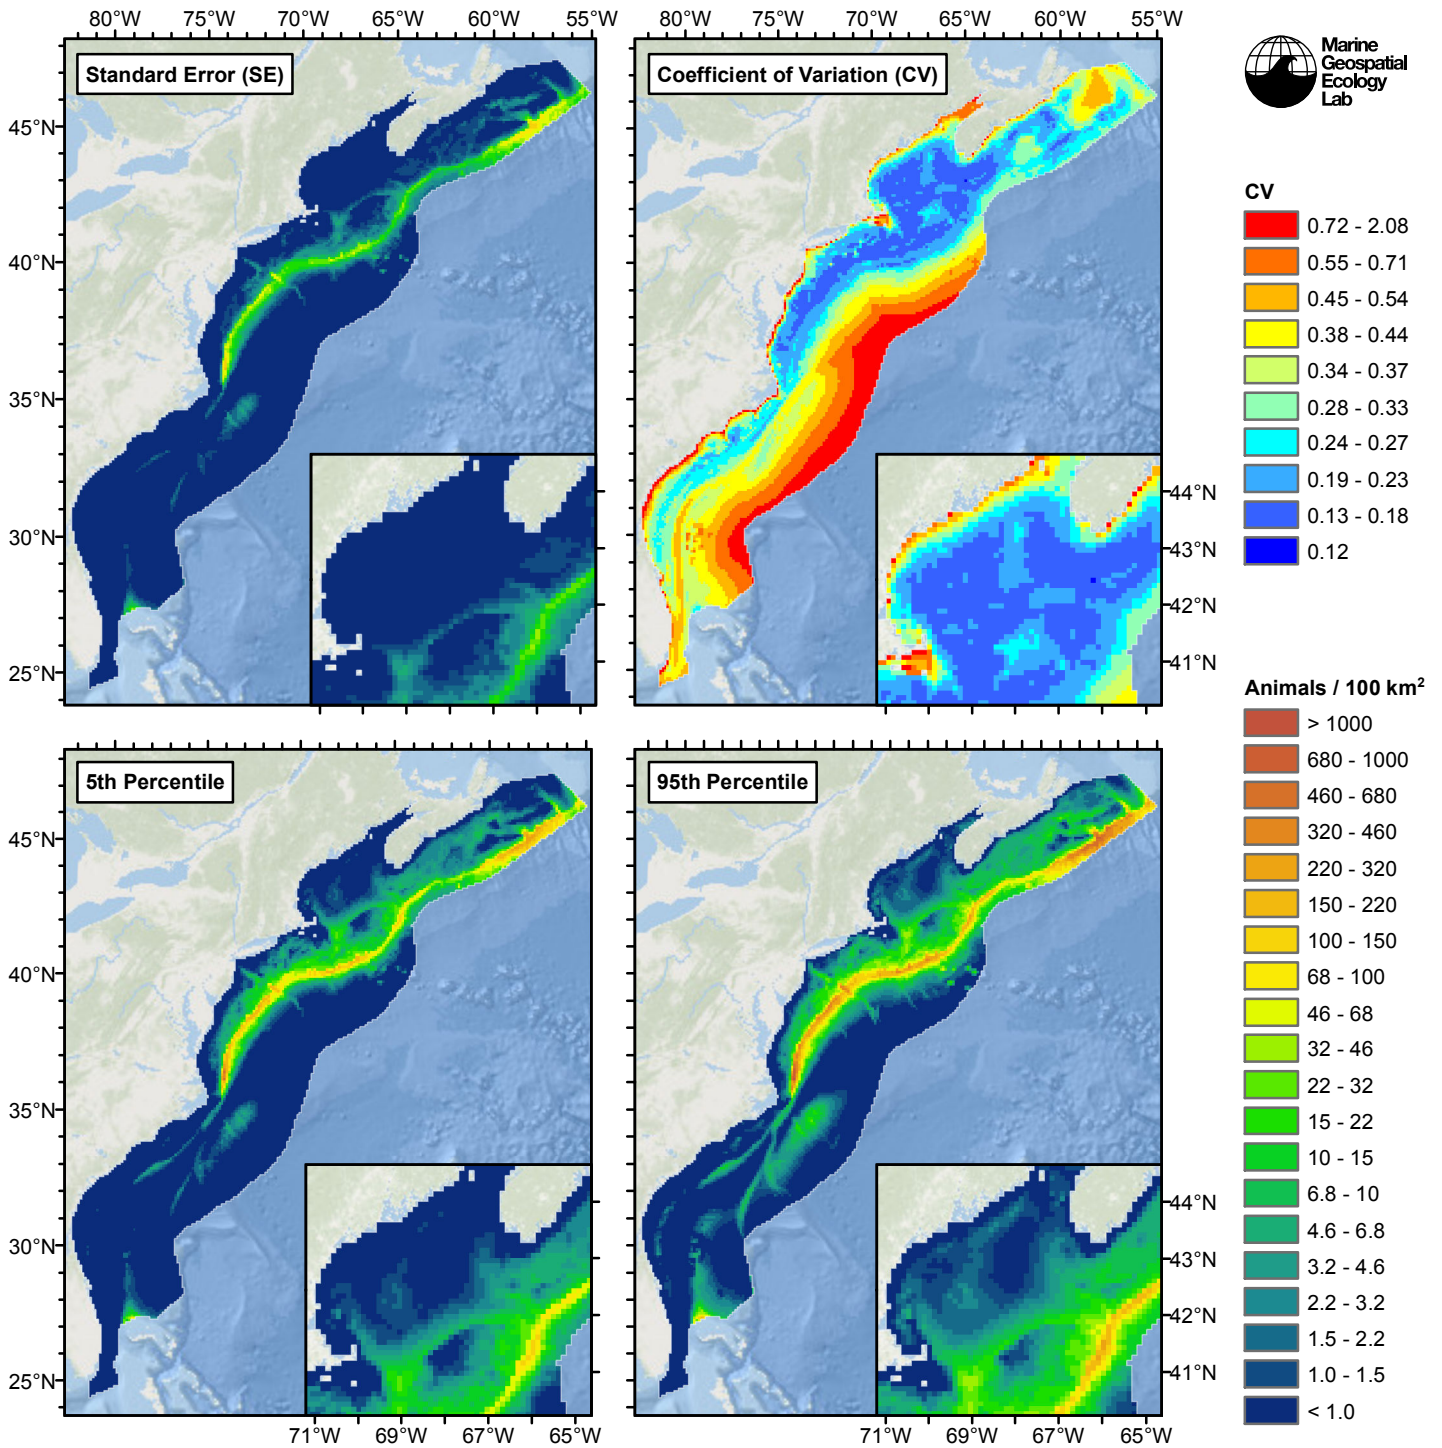 80°W 75°W 70°W 65°W 60°W 55°W
80°W 75°W 70°W 65°W 60°W 55°W
Standard Error (SE)
Coefficient of Variation (CV)
Marine
Geospatial
Ecology
Lab
45°N
40°N
35°N
30°N
25°N
44°N
43°N
42°N
41°N
CV
0.72 - 2.08
0.55 - 0.71
0.45 - 0.54
0.38 - 0.44
0.34 - 0.37
0.28 - 0.33
0.24 - 0.27
0.19 - 0.23
0.13 - 0.18
0.12
5th Percentile
95th Percentile
45°N
40°N
35°N
30°N
25°N
44°N
43°N
42°N
41°N
71°W 69°W 67°W 65°W
71°W 69°W 67°W 65°W
Animals / 100 km²
> 1000
680 - 1000
460 - 680
320 - 460
220 - 320
150 - 220
100 - 150
68 - 100
46 - 68
32 - 46
22 - 32
15 - 22
10 - 15
6.8 - 10
4.6 - 6.8
3.2 - 4.6
2.2 - 3.2
1.5 - 2.2
1.0 - 1.5
< 1.0